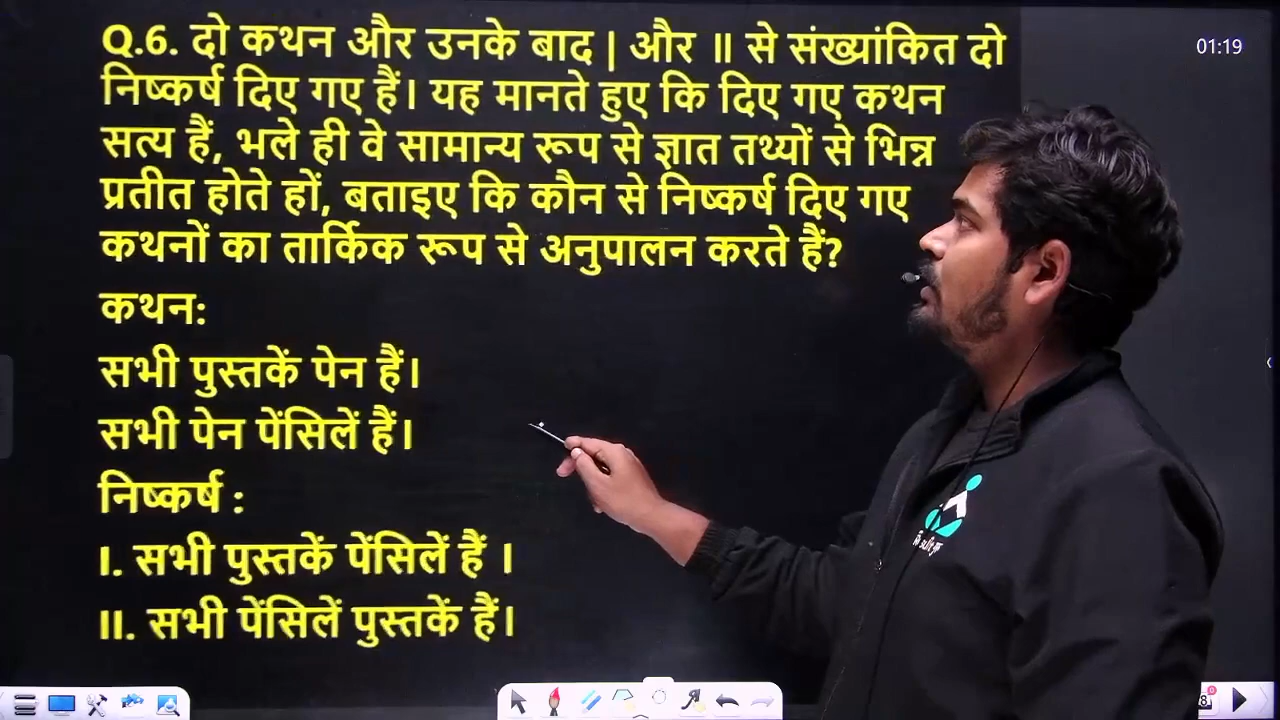 01:19
Q.6. दो कथन और उनके बाद | और ॥ से संख्यांकित दो
निष्कर्ष दिए गए हैं। यह मानते हुए कि दिए गए कथन
सत्य हैं, भले ही वे सामान्य रूप से ज्ञात तथ्यों से भिन्न
प्रतीत होते हों, बताइए कि कौन से निष्कर्ष दिए गए
कथनों का तार्किक रूप से अनुपालन करते हैं?
कथन:
सभी पुस्तकें पेन हैं।
सभी पेन पेंसिलें हैं।
निष्कर्ष :
I. सभी पुस्तकें पेंसिलें हैं ।
II. सभी पेंसिलें पुस्तकें हैं।